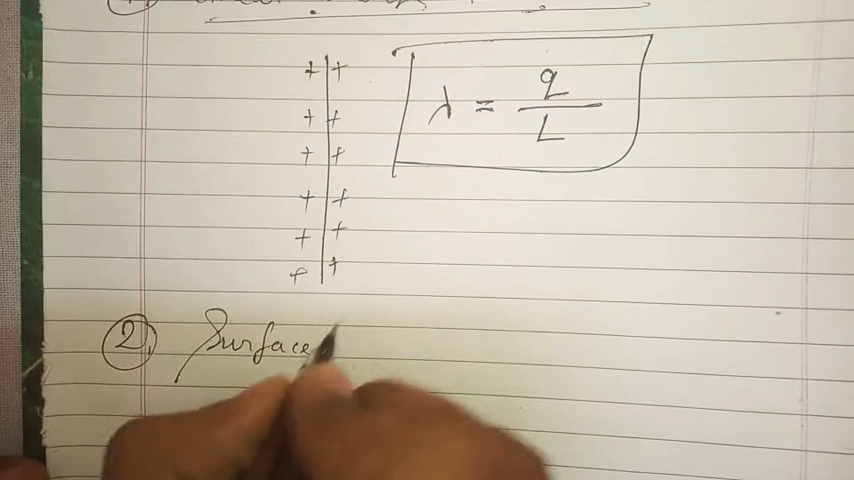 λ = q/L
2. Surface